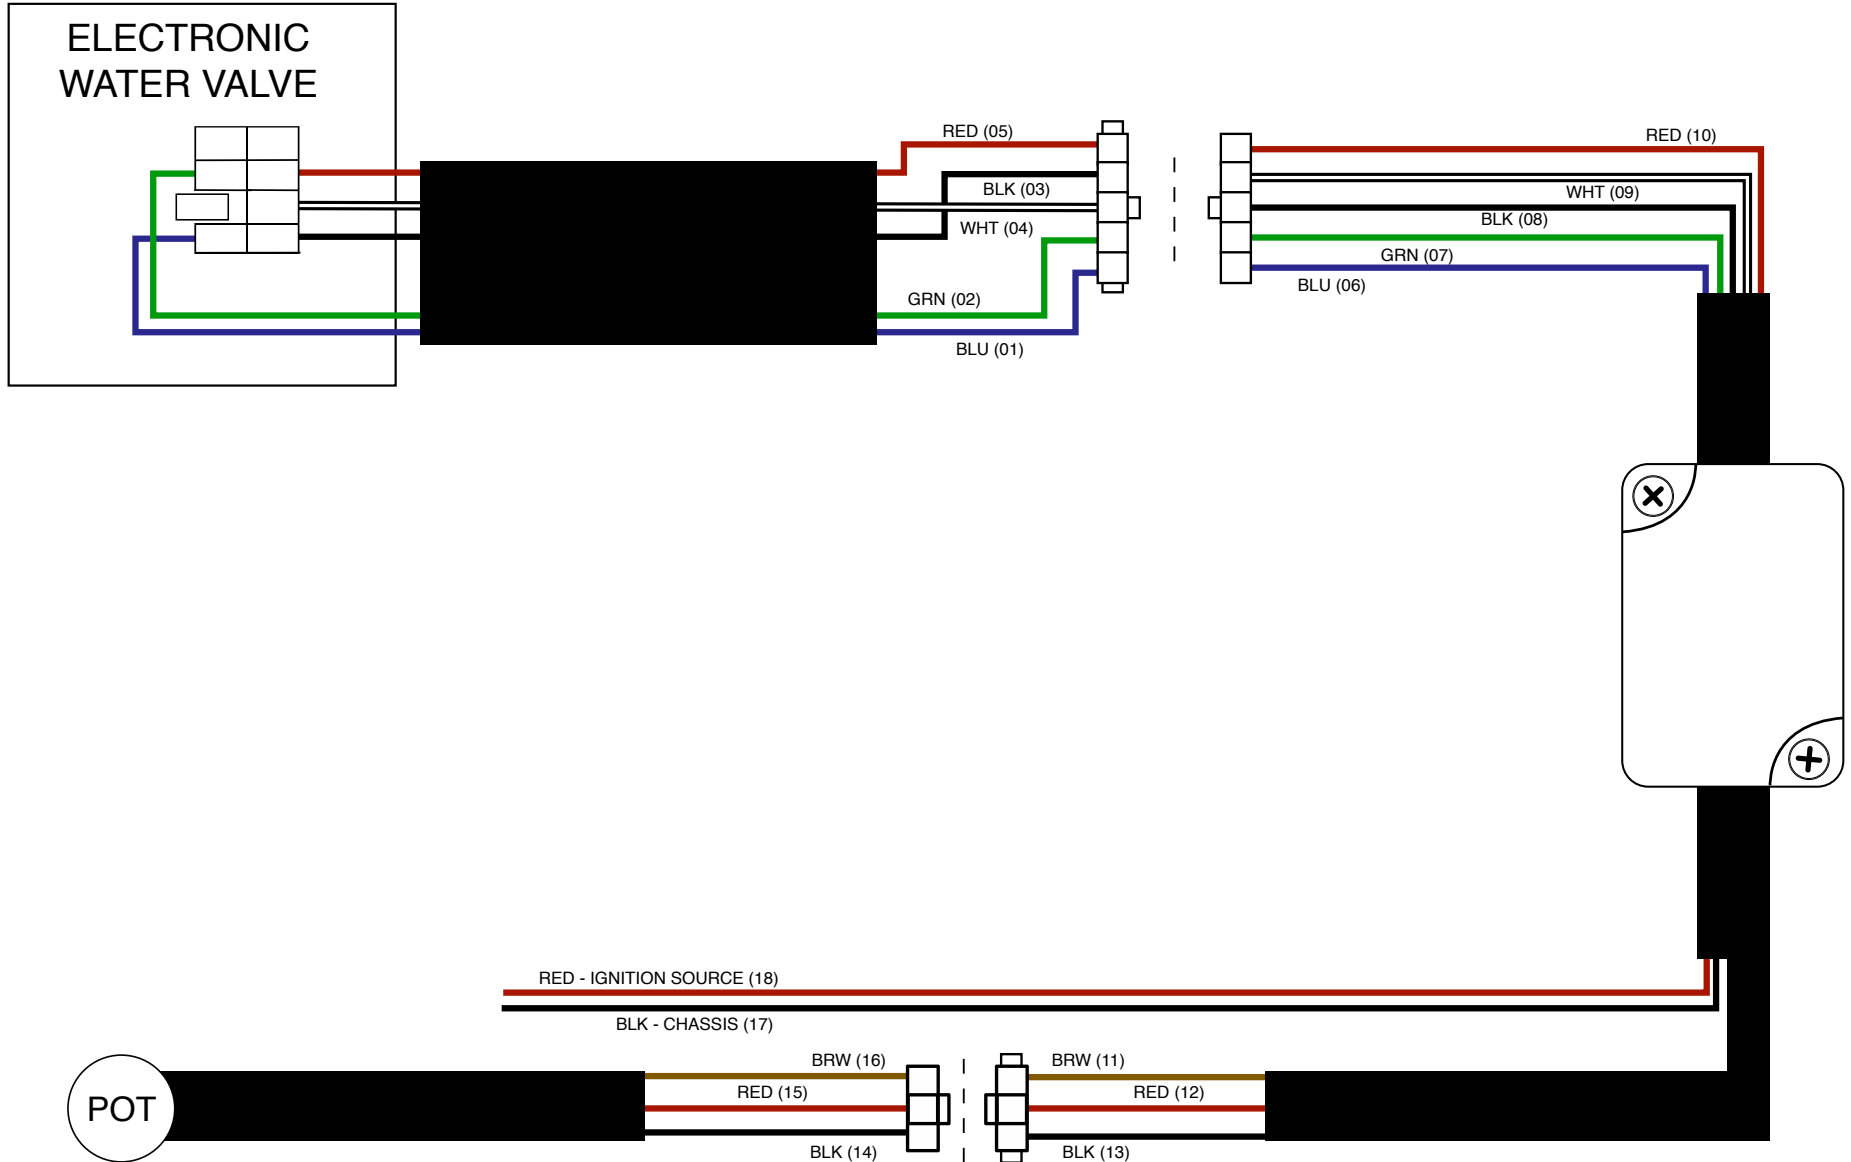 ELECTRONIC
WATER VALVE
RED (05)
BLK (03)
WHT (04)
GRN (02)
BLU (01)
RED (10)
WHT (09)
BLK (08)
GRN (07)
BLU (06)
RED - IGNITION SOURCE (18)
BLK - CHASSIS (17)
POT
BRW (16)
RED (15)
BLK (14)
BRW (11)
RED (12)
BLK (13)